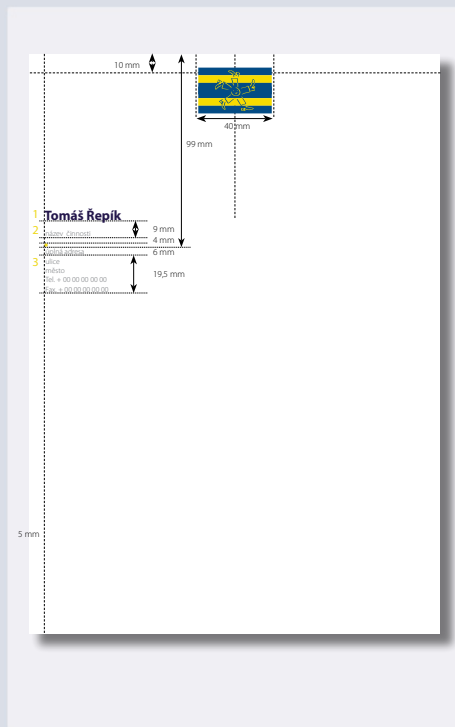 10 mm
40 mm
99 mm
1 Tomáš Řepík
9 mm
2 název činnosti
4 mm
6 mm
úplná adresa
3 ulice
město
19,5 mm
Tel. + 00 00 00 00 00
Fax. + 00 00 00 00 00
5 mm